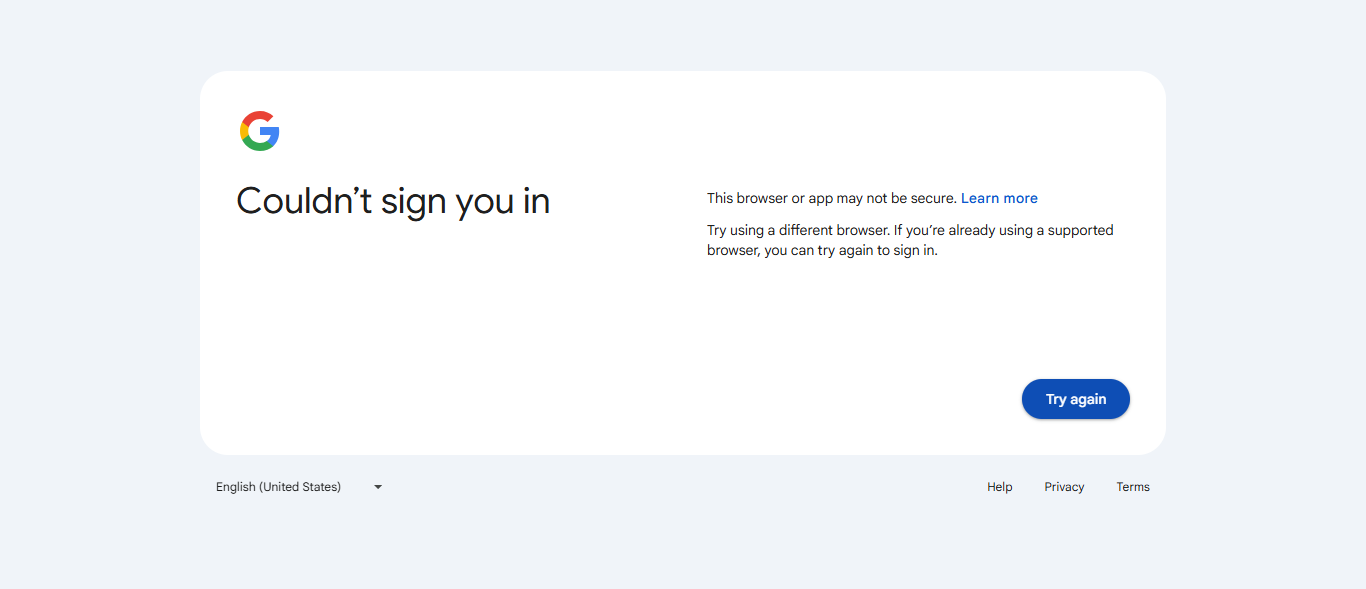 Couldn’t sign you in
This browser or app may not be secure. Learn more
Try using a different browser. If you’re already using a supported
browser, you can try again to sign in.
Try again
English (United States)
Help Privacy Terms